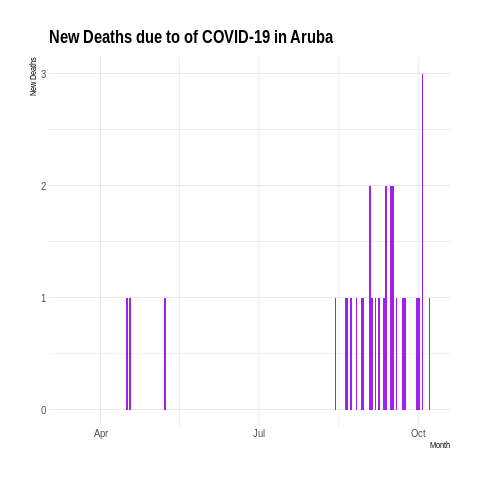 New Deaths due to of COVID-19 in Aruba
New Deaths
3
2
1
0
Apr
Jul
Oct
Month